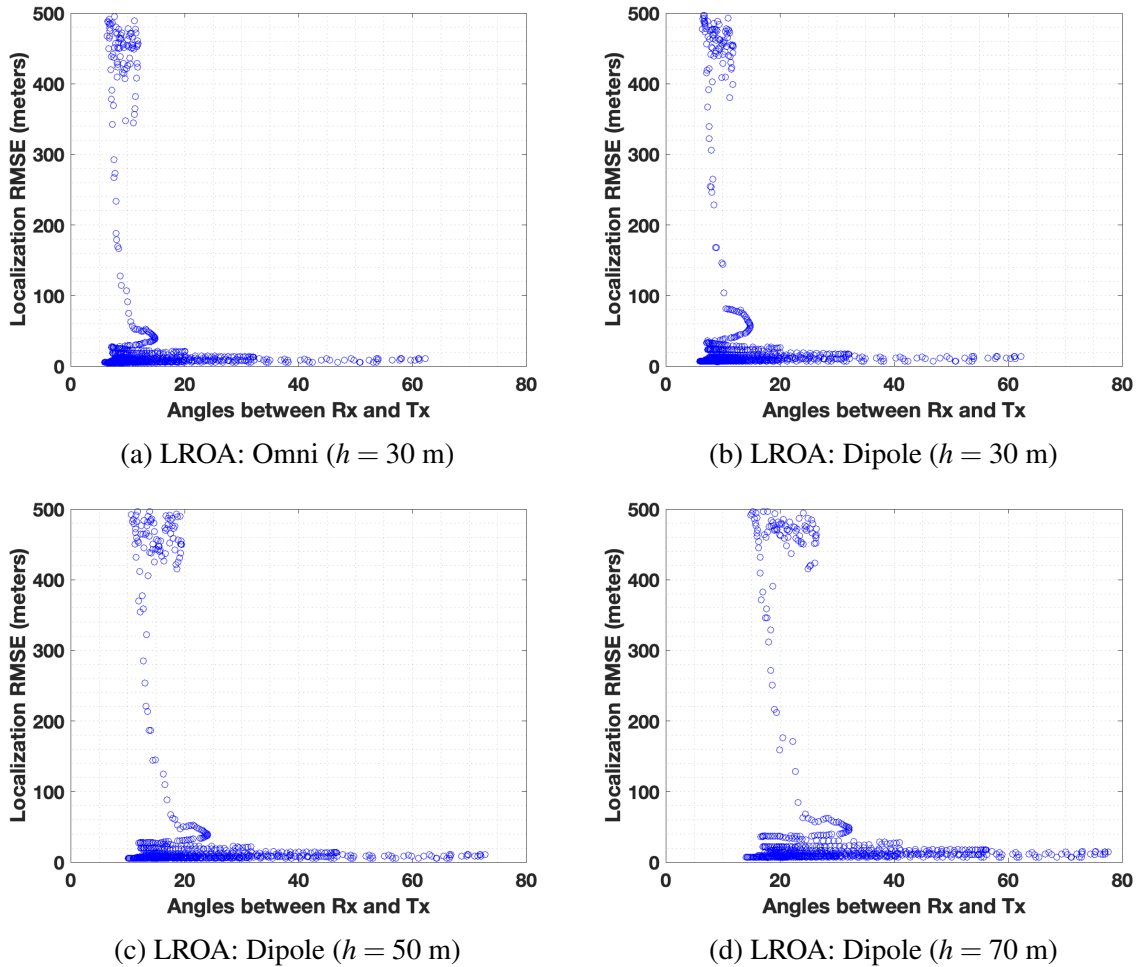 500
400
300
200
100
0
Localization RMSE (meters)
0 20 40 60 80
Angles between Rx and Tx
(a) LROA: Omni (h = 30 m)
500
400
300
200
100
0
Localization RMSE (meters)
0 20 40 60 80
Angles between Rx and Tx
(b) LROA: Dipole (h = 30 m)
500
400
300
200
100
0
Localization RMSE (meters)
0 20 40 60 80
Angles between Rx and Tx
(c) LROA: Dipole (h = 50 m)
500
400
300
200
100
0
Localization RMSE (meters)
0 20 40 60 80
Angles between Rx and Tx
(d) LROA: Dipole (h = 70 m)